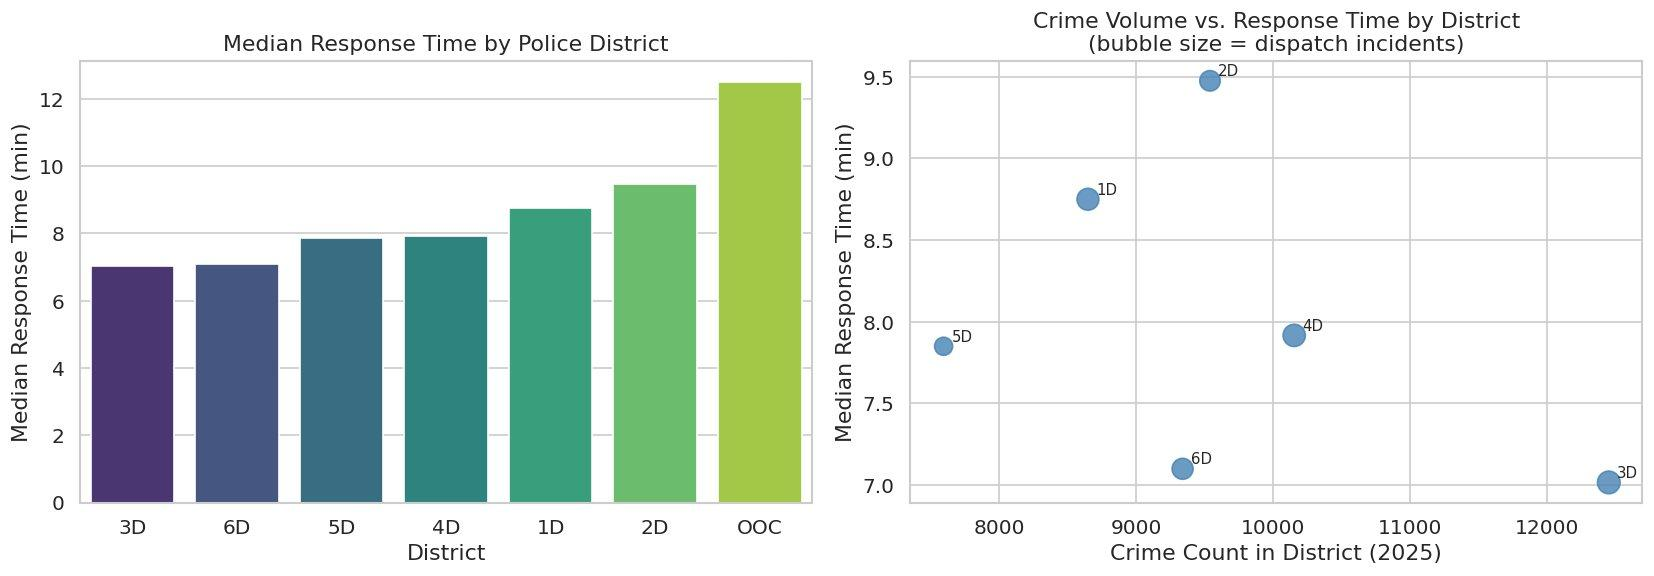 Median Response Time by Police District
Median Response Time (min)
12
10
8
6
4
2
0
3D
6D
5D
4D
1D
2D
OOC
District
Crime Volume vs. Response Time by District
(bubble size = dispatch incidents)
Median Response Time (min)
9.5
9.0
8.5
8.0
7.5
7.0
2D
1D
5D
4D
6D
3D
8000
9000
10000
11000
12000
Crime Count in District (2025)